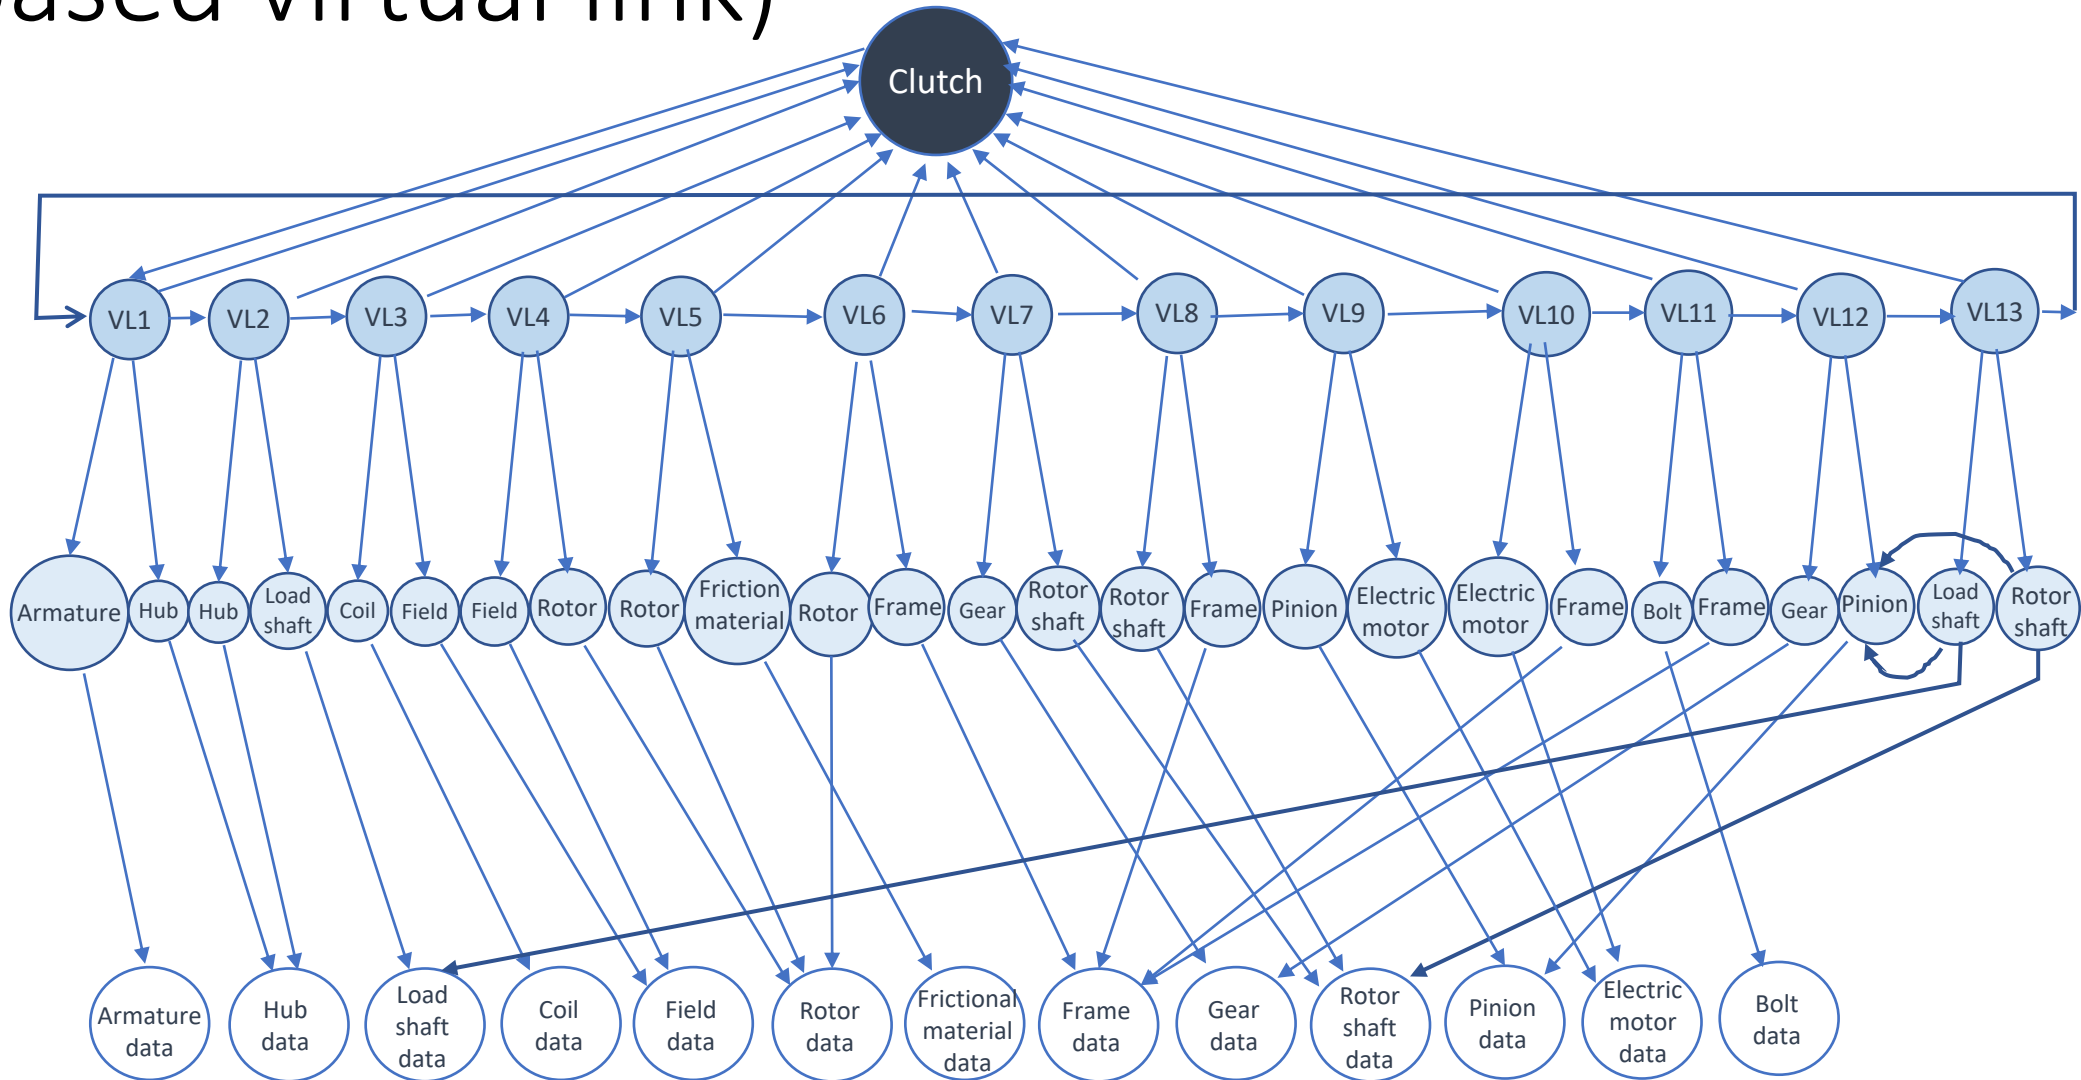 based virtual link)
Clutch
VL1
VL2
VL3
VL4
VL5
VL6
VL7
VL8
VL9
VL10
VL11
VL12
VL13
Armature
Hub
Hub
Load
shaft
Coil
Field
Field
Rotor
Rotor
Friction
material
Rotor
Frame
Gear
Rotor
shaft
Rotor
shaft
Frame
Pinion
Electric
motor
Electric
motor
Frame
Bolt
Frame
Gear
Pinion
Load
shaft
Rotor
shaft
Armature
data
Hub
data
Load
shaft
data
Coil
data
Field
data
Rotor
data
Frictional
material
data
Frame
data
Gear
data
Rotor
shaft
data
Pinion
data
Electric
motor
data
Bolt
data